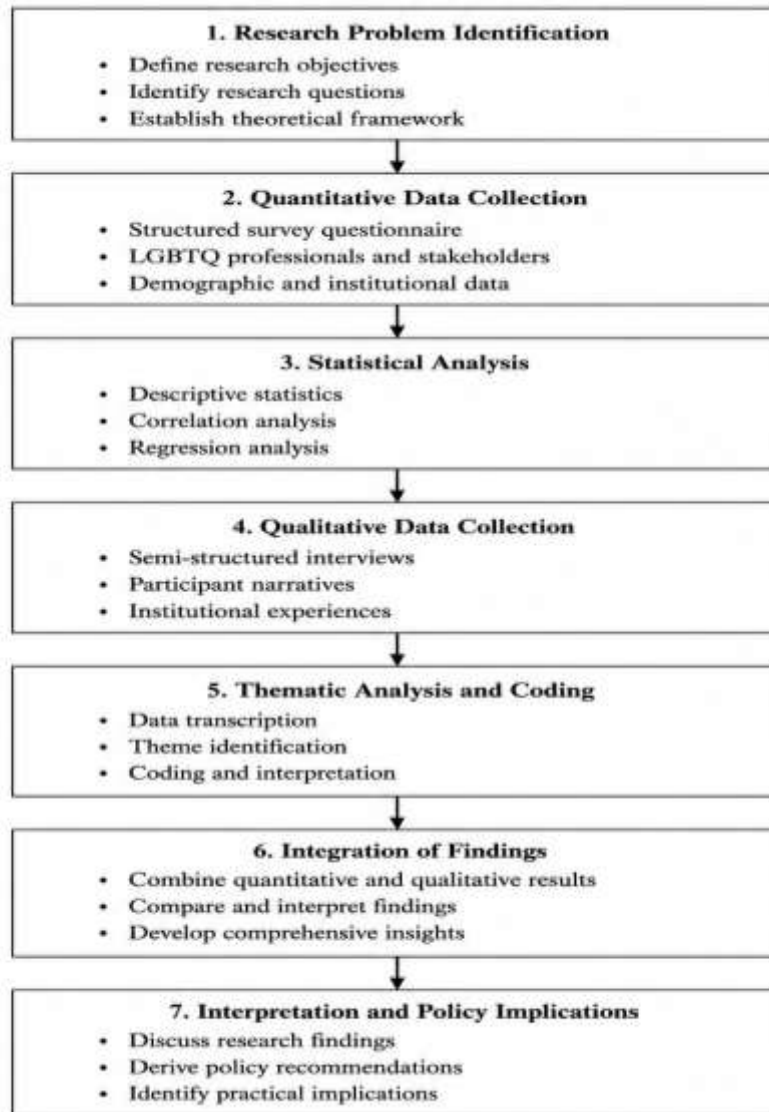 1. Research Problem Identification
• Define research objectives
• Identify research questions
• Establish theoretical framework
2. Quantitative Data Collection
• Structured survey questionnaire
• LGBTQ professionals and stakeholders
• Demographic and institutional data
3. Statistical Analysis
• Descriptive statistics
• Correlation analysis
• Regression analysis
4. Qualitative Data Collection
• Semi-structured interviews
• Participant narratives
• Institutional experiences
5. Thematic Analysis and Coding
• Data transcription
• Theme identification
• Coding and interpretation
6. Integration of Findings
• Combine quantitative and qualitative results
• Compare and interpret findings
• Develop comprehensive insights
7. Interpretation and Policy Implications
• Discuss research findings
• Derive policy recommendations
• Identify practical implications